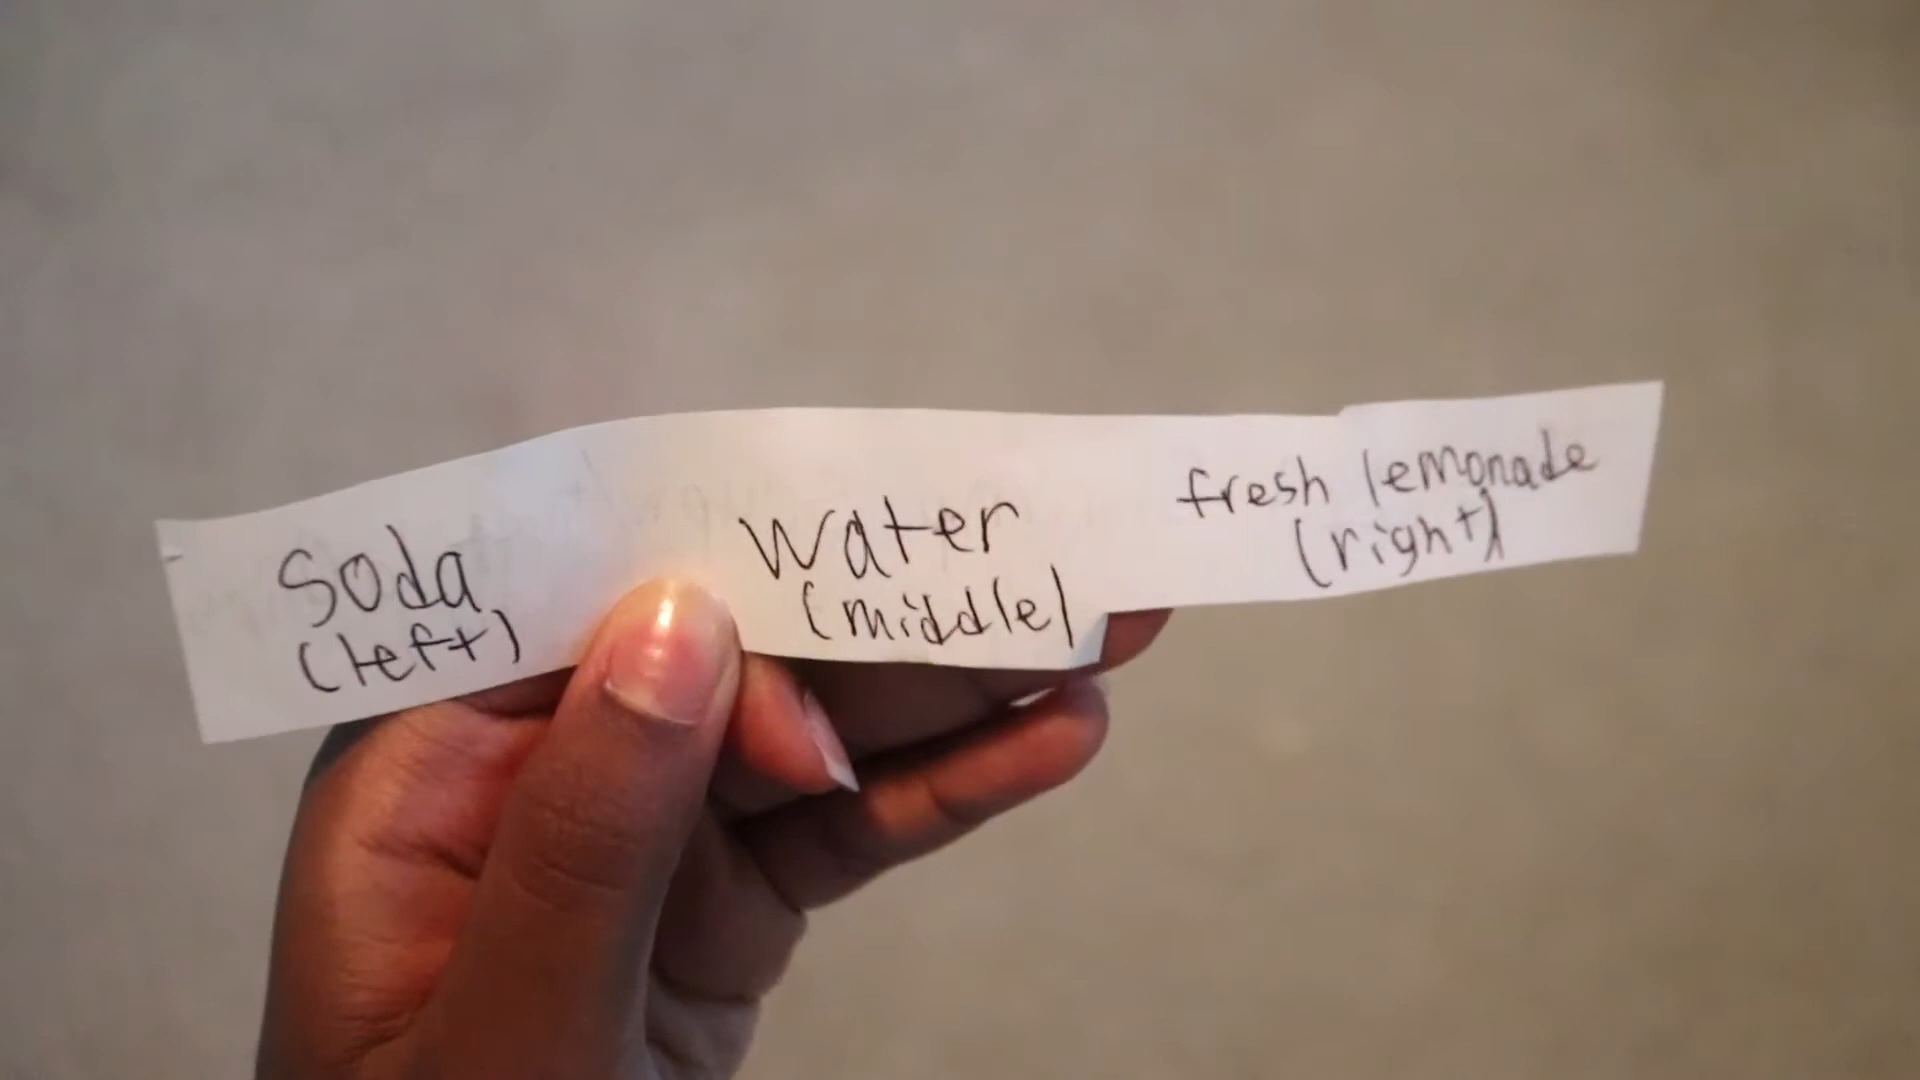 Soda
(left)
Water
(middle)
fresh lemonade
(right)